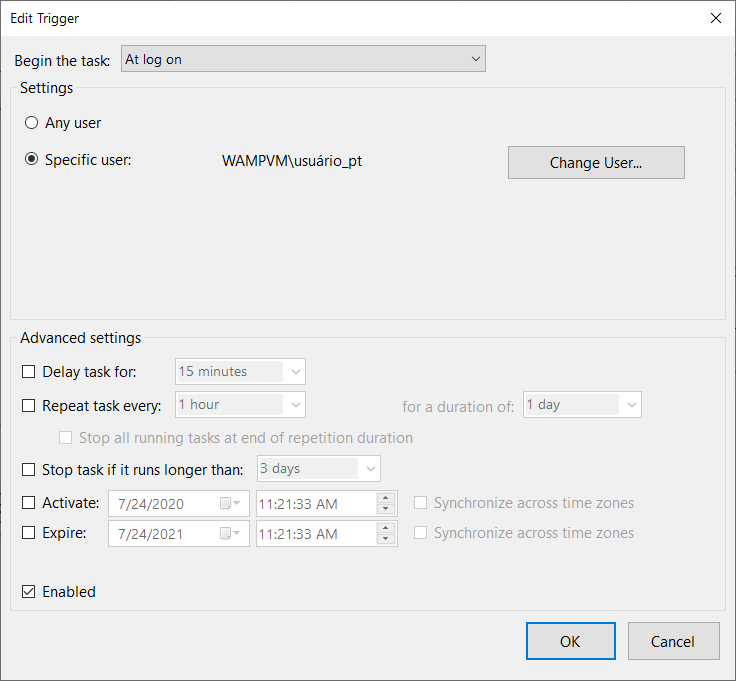 Edit Trigger
Begin the task: At log on
Settings
Any user
Specific user: WAMPVM\usuário_pt Change User...
Advanced settings
Delay task for: 15 minutes
Repeat task every: 1 hour for a duration of: 1 day
Stop all running tasks at end of repetition duration
Stop task if it runs longer than: 3 days
Activate: 7/24/2020 11:21:33 AM Synchronize across time zones
Expire: 7/24/2021 11:21:33 AM Synchronize across time zones
Enabled
OK Cancel